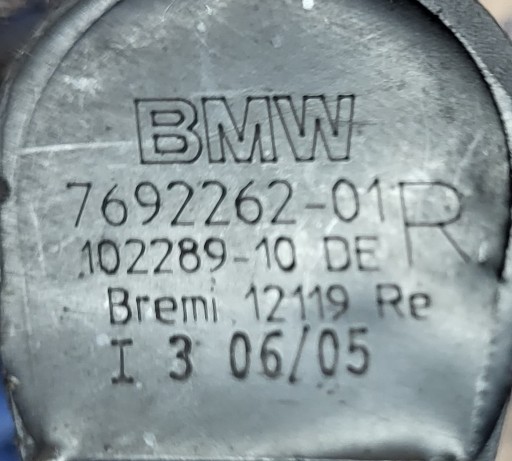 BMW
7692262-01 R
102289-10 DE
Bremi 12119 Re
I 3 06/05